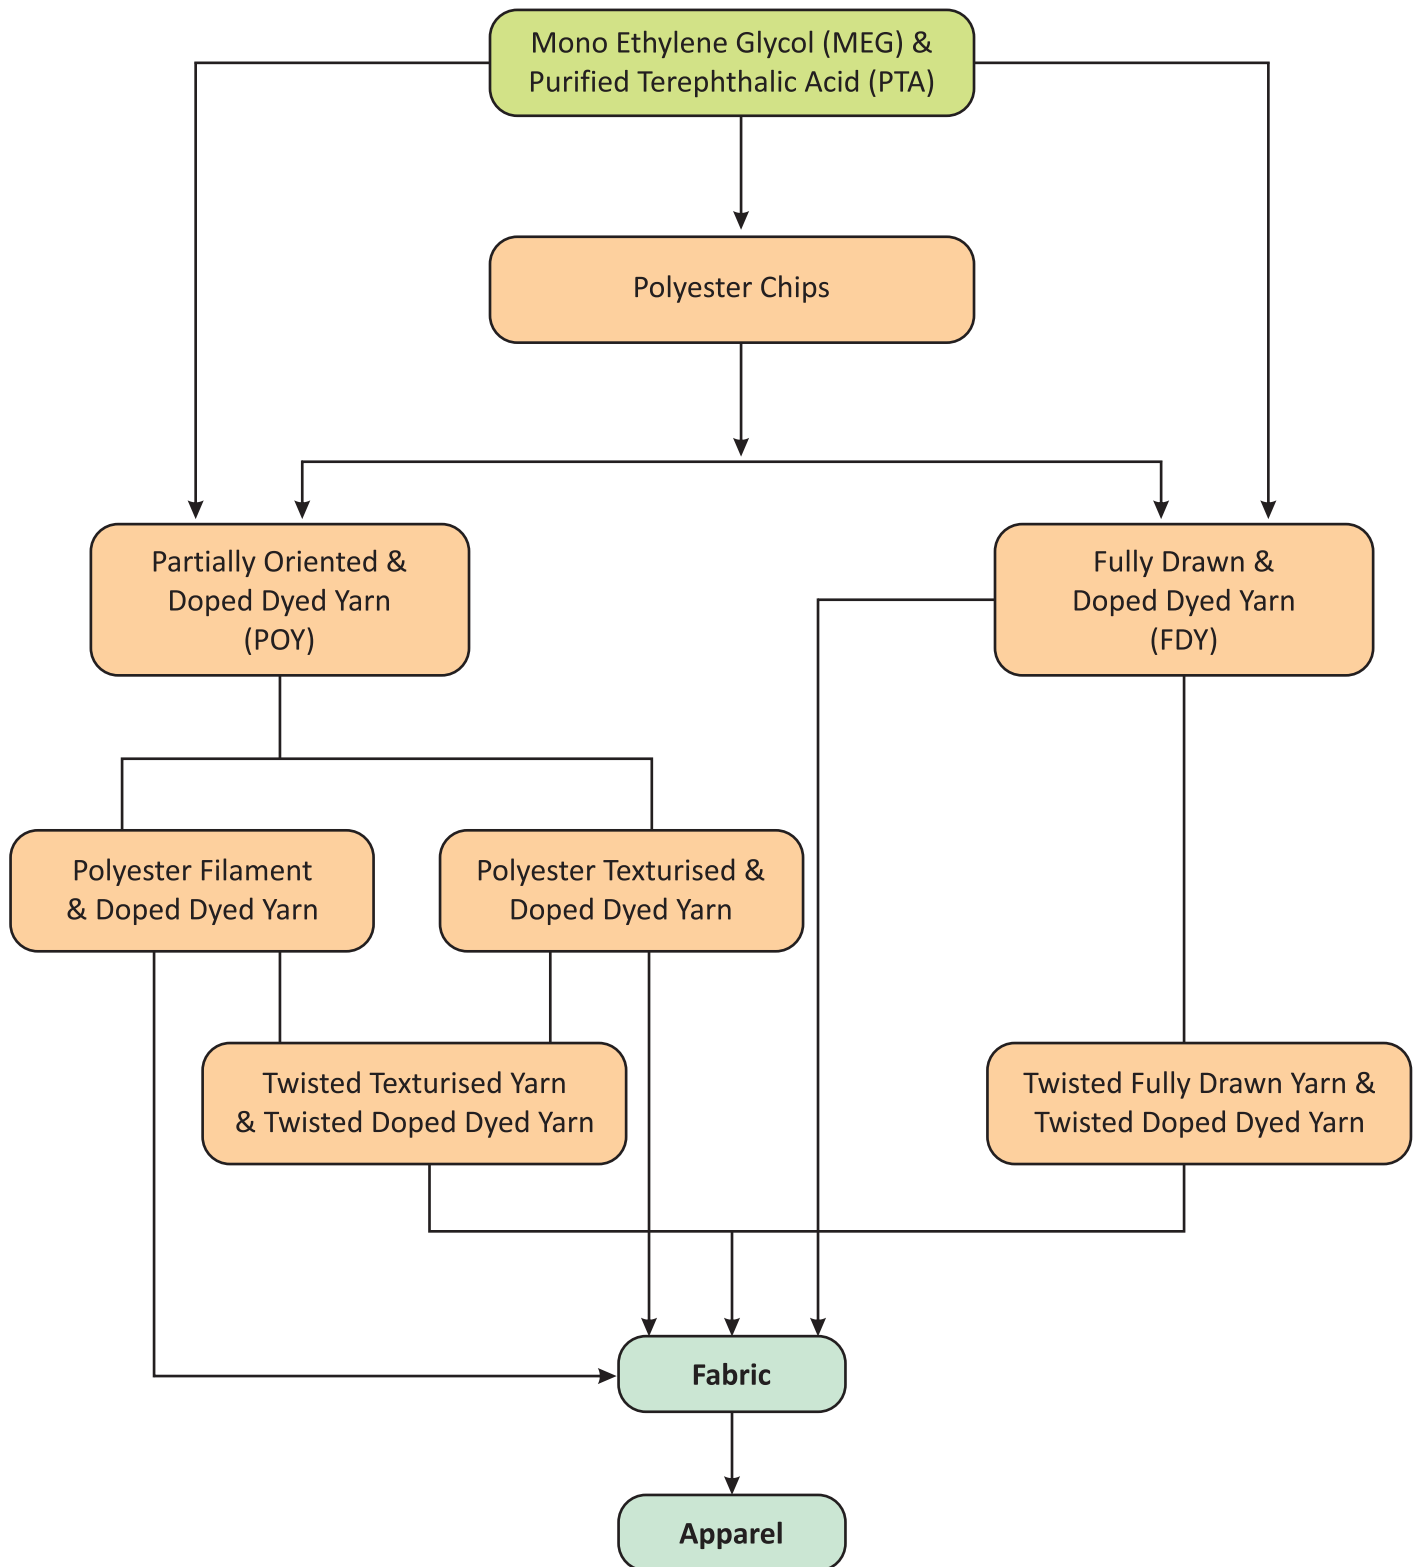 Mono Ethylene Glycol (MEG) &
Purified Terephthalic Acid (PTA)
Polyester Chips
Partially Oriented &
Doped Dyed Yarn
(POY)
Fully Drawn &
Doped Dyed Yarn
(FDY)
Polyester Filament
& Doped Dyed Yarn
Polyester Texturised &
Doped Dyed Yarn
Twisted Texturised Yarn
& Twisted Doped Dyed Yarn
Twisted Fully Drawn Yarn &
Twisted Doped Dyed Yarn
Fabric
Apparel